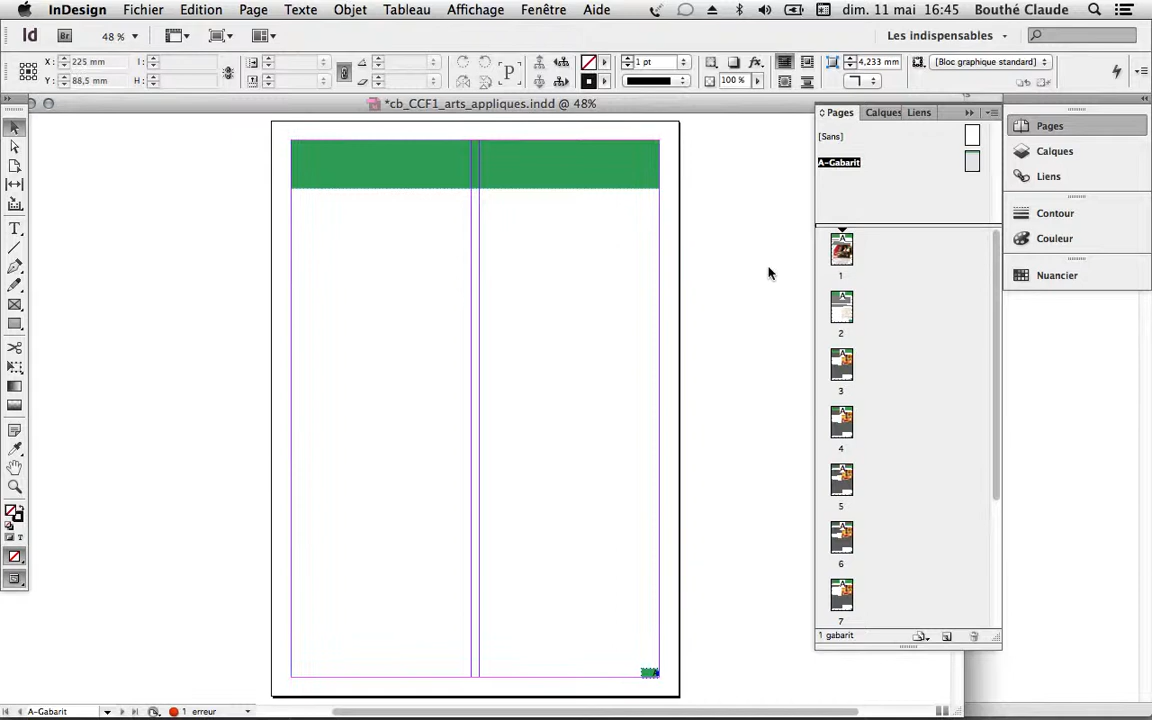 InDesign Fichier Edition Page Texte Objet Tableau Affichage Fenêtre Aide dim. 11 mai 16:45 Bouthé Claude
Id Br 48 % Les indispensables
X: 225 mm I: 1 pt 4,233 mm [Bloc graphique standard]
Y: 88,5 mm H: P 100 %
*cb_CCF1_arts_appliques.indd @ 48%
Pages Calques Liens
[Sans]
A-Gabarit
1
2
3
4
5
6
7
1 gabarit
Pages
Calques
Liens
Contour
Couleur
Nuancier
A-Gabarit 1 erreur